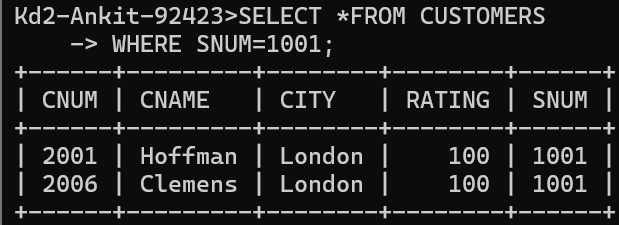 Kd2-Ankit-92423>SELECT *FROM CUSTOMERS
    -> WHERE SNUM=1001;
+------+---------+--------+--------+------+
| CNUM | CNAME   | CITY   | RATING | SNUM |
+------+---------+--------+--------+------+
| 2001 | Hoffman | London |    100 | 1001 |
| 2006 | Clemens | London |    100 | 1001 |
+------+---------+--------+--------+------+